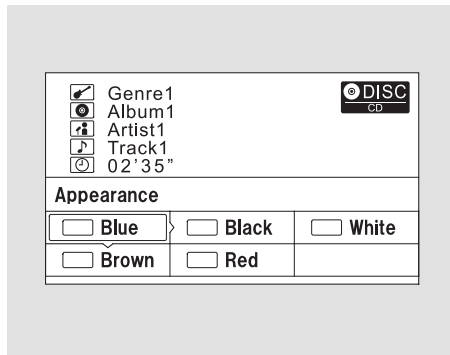 Genre1
DISC
CD
Album1
Artist1
Track1
02'35"
Appearance
Blue Black White
Brown Red